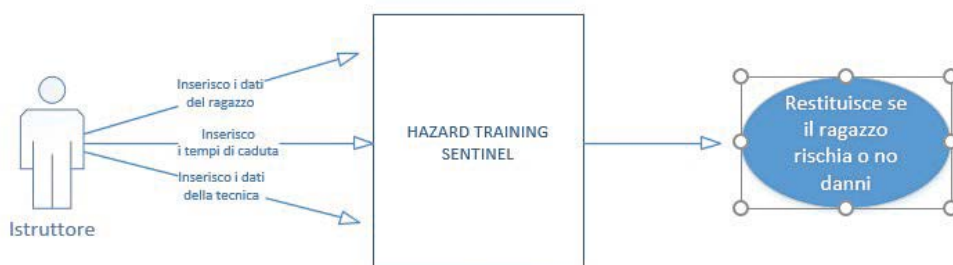 Inserisco i dati
del ragazzo
Inserisco
i tempi di caduta
Inserisco i dati
della tecnica
Istruttore
HAZARD TRAINING
SENTINEL
Restituisce se
il ragazzo
rischia o no
danni